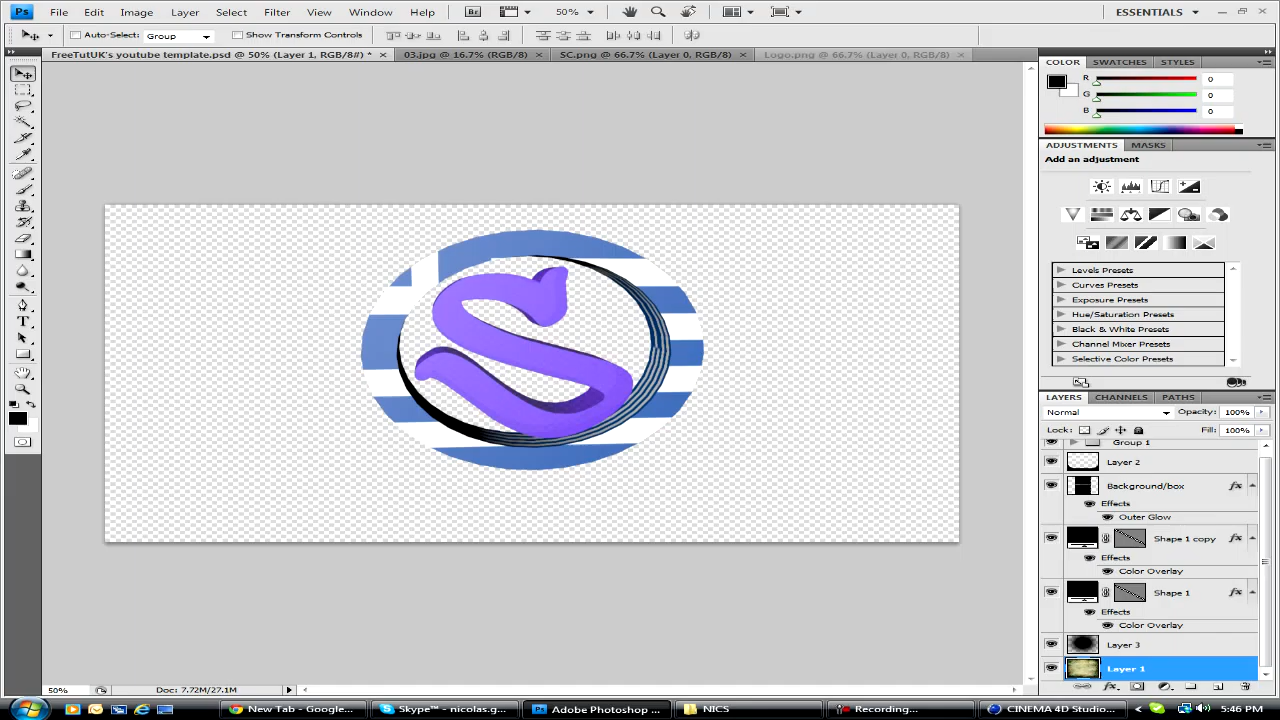 Ps File Edit Image Layer Select Filter View Window Help Br 50% ESSENTIALS
Auto-Select: Group Show Transform Controls
FreeTutUK's youtube template.psd @ 50% (Layer 1, RGB/8#) * 03.jpg @ 16.7% (RGB/8) SC.png @ 66.7% (Layer 0, RGB/8) Logo.png @ 66.7% (Layer 0, RGB/8)
COLOR SWATCHES STYLES
R 0
G 0
B 0
ADJUSTMENTS MASKS
Add an adjustment
Levels Presets
Curves Presets
Exposure Presets
Hue/Saturation Presets
Black & White Presets
Channel Mixer Presets
Selective Color Presets
LAYERS CHANNELS PATHS
Normal Opacity: 100%
Lock: Fill: 100%
Group 1
Layer 2
Background/box fx
Effects
Outer Glow
Shape 1 copy fx
Effects
Color Overlay
Shape 1 fx
Effects
Color Overlay
Layer 3
Layer 1
S
50% Doc: 7.72M/27.1M
New Tab - Google... Skype™ - nicolas.g... Adobe Photoshop ... NICS Recording... CINEMA 4D Studio... 5:46 PM